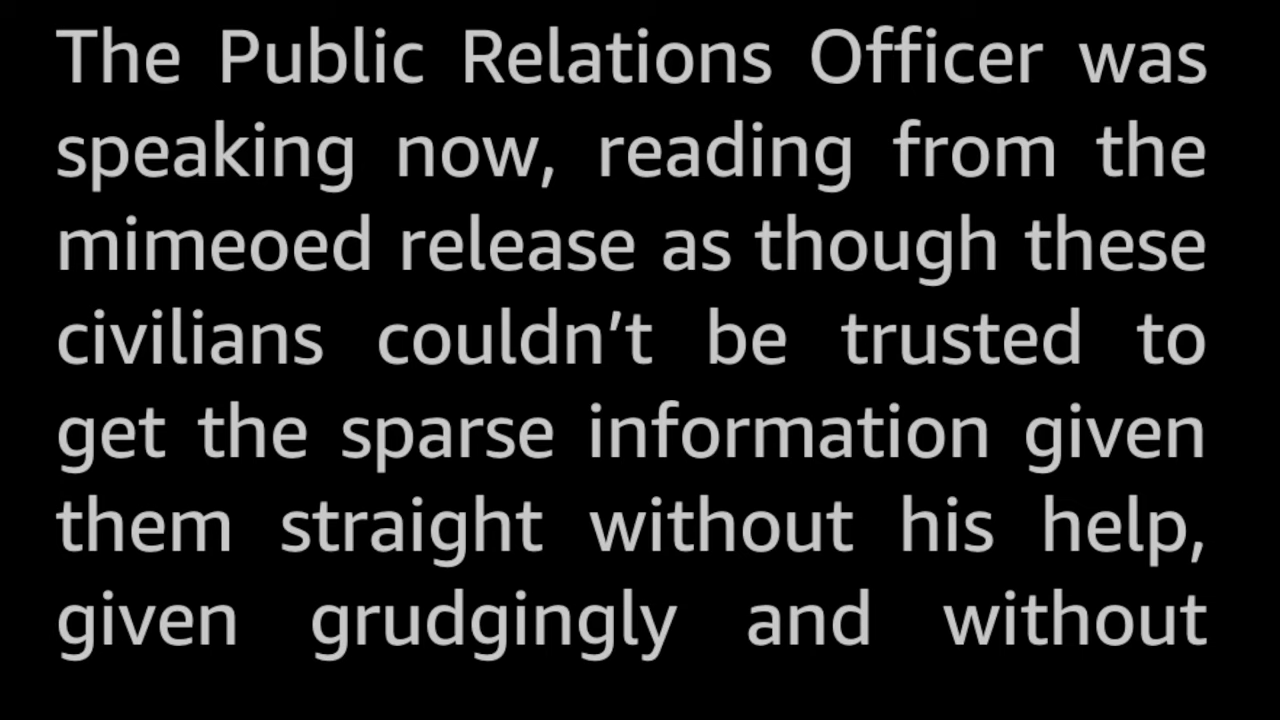 The Public Relations Officer was
speaking now, reading from the
mimeoed release as though these
civilians couldn’t be trusted to
get the sparse information given
them straight without his help,
given grudgingly and without